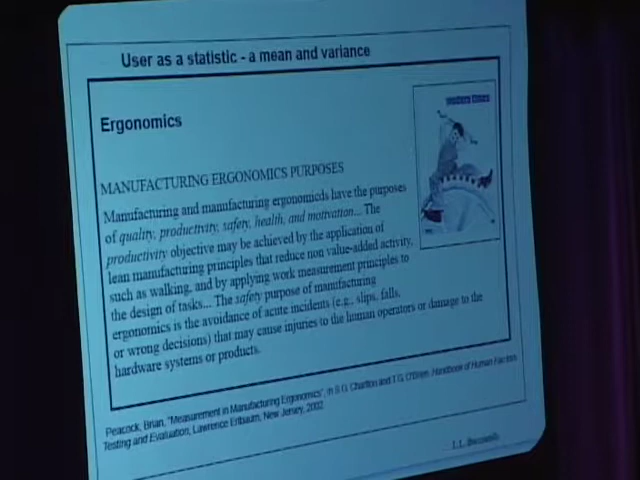 User as a statistic - a mean and variance
Ergonomics
modern times
MANUFACTURING ERGONOMICS PURPOSES
Manufacturing and manufacturing ergonomicds have the purposes
of quality, productivity, safety, health, and motivation... The
productivity objective may be achieved by the application of
lean manufacturing principles that reduce non value-added activity,
such as walking, and by applying work measurement principles to
the design of tasks... The safety purpose of manufacturing
ergonomics is the avoidance of acute incidents (e.g., slips, falls,
or wrong decisions) that may cause injuries to the human operators or damage to the
hardware systems or products.
Peacock, Brian, "Measurement in Manufacturing Ergonomics", in S.G. Charlton and T.G. O'Brien, Handbook of Human Factors
Testing and Evaluation, Lawrence Erlbaum, New Jersey, 2002.